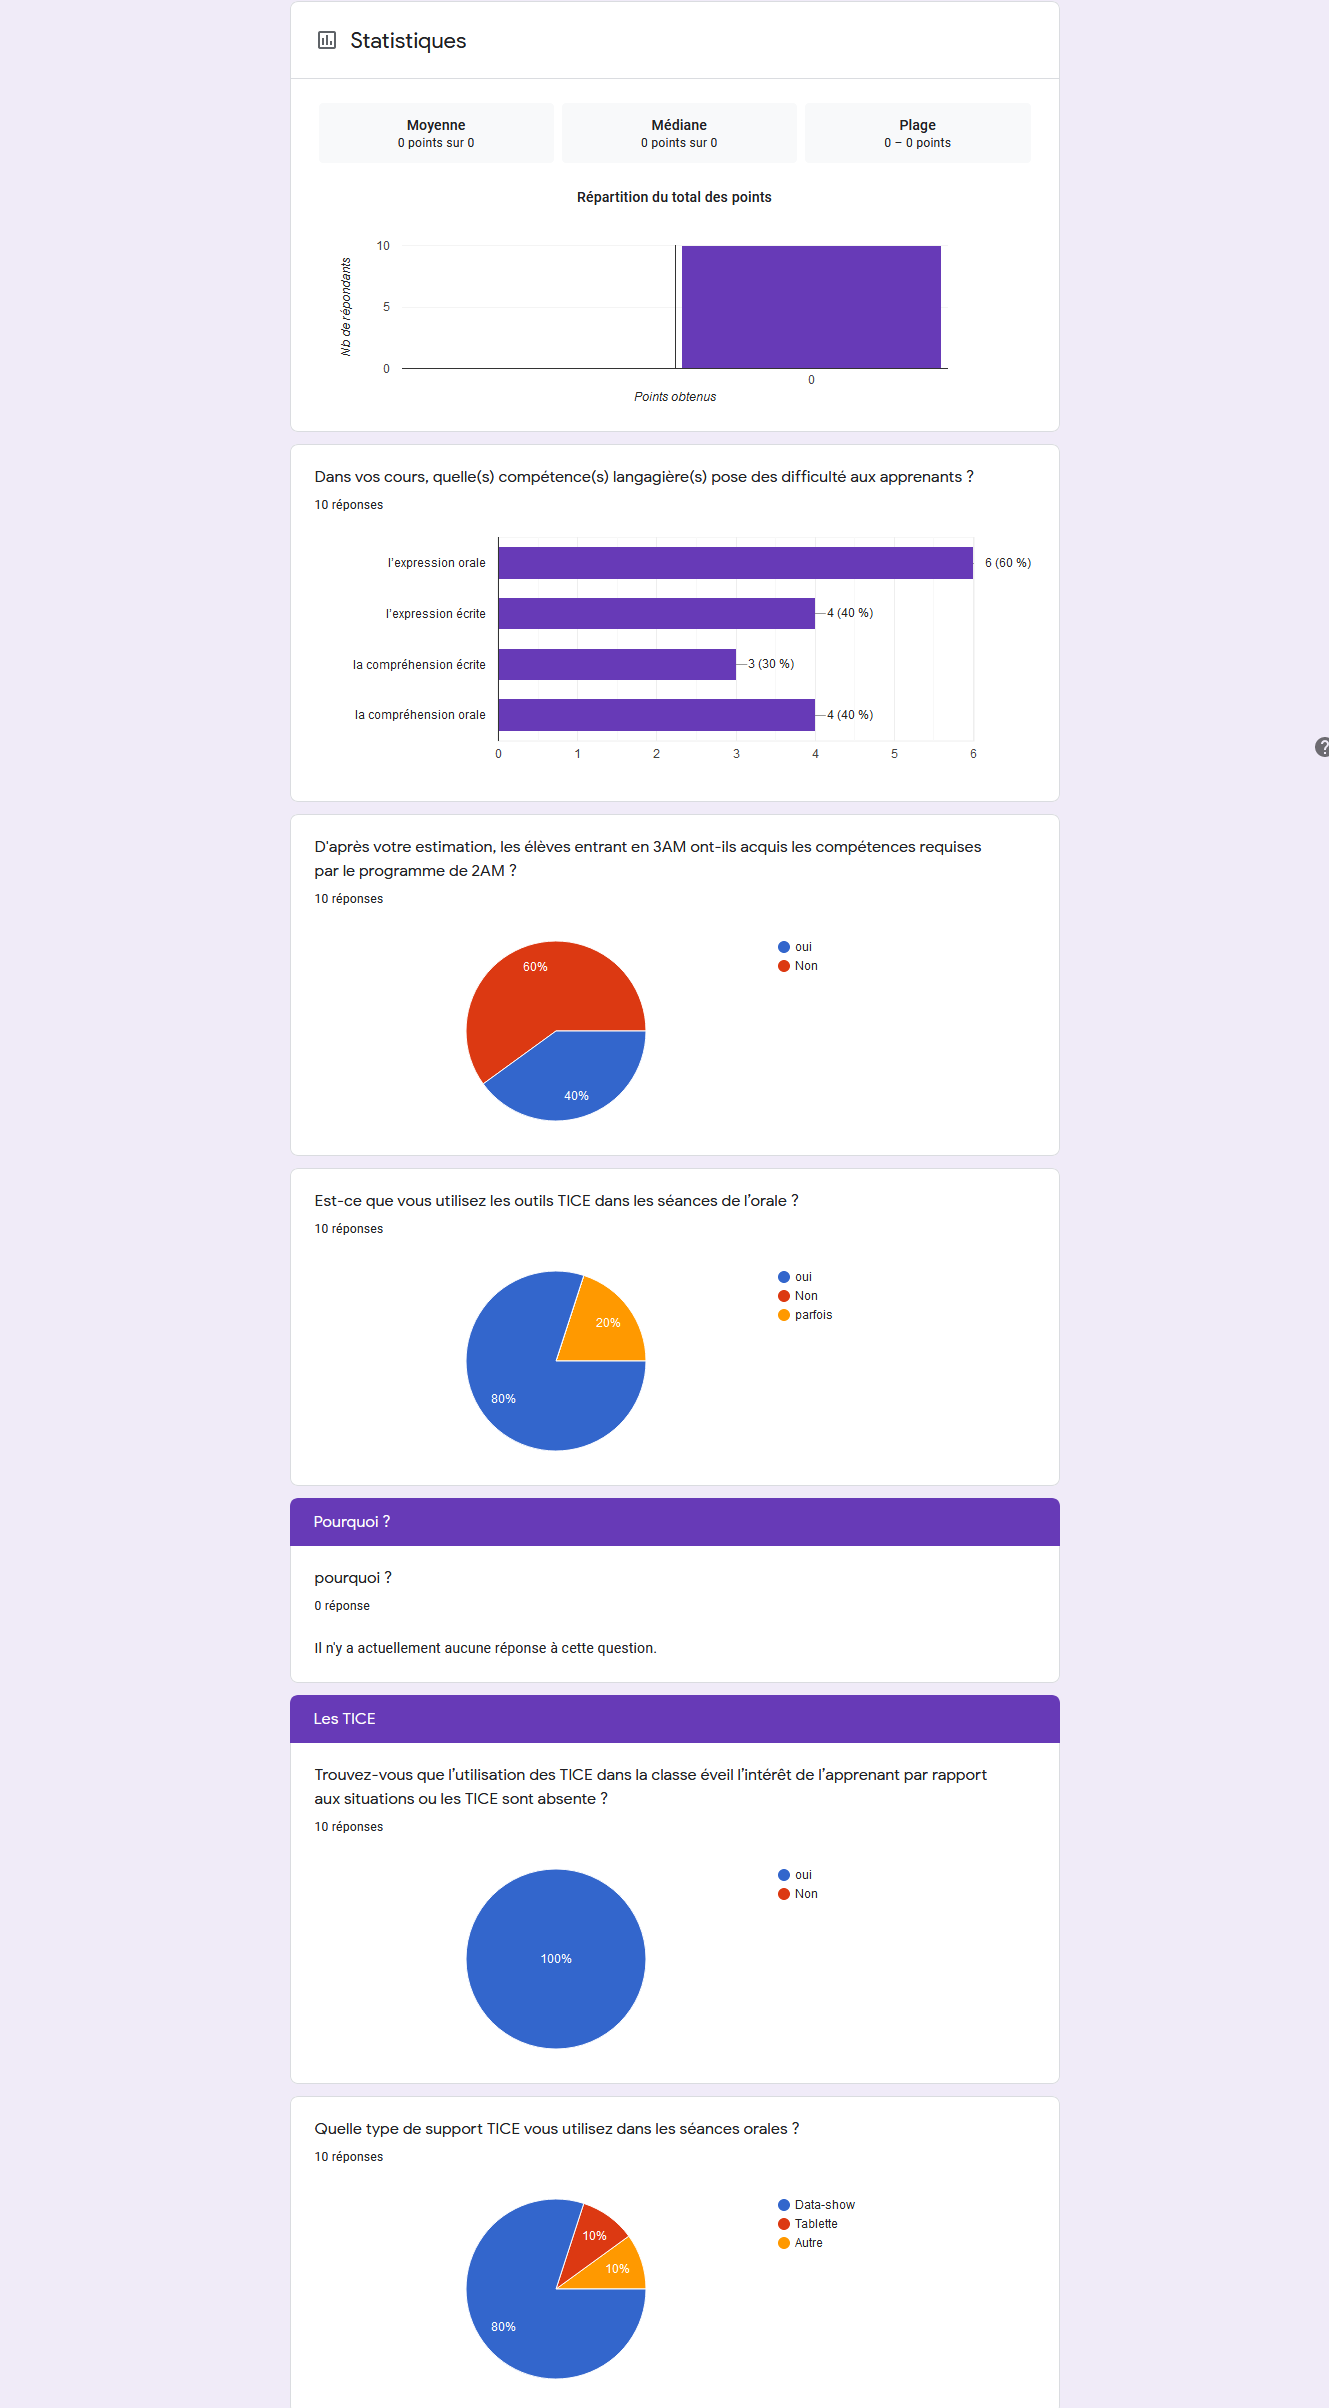 Statistiques
Moyenne
0 points sur 0
Médiane
0 points sur 0
Plage
0 – 0 points
Répartition du total des points
Nb de répondants
10
5
0
0
Points obtenus
Dans vos cours, quelle(s) compétence(s) langagière(s) pose des difficulté aux apprenants ?
10 réponses
l'expression orale
6 (60 %)
l'expression écrite
4 (40 %)
la compréhension écrite
3 (30 %)
la compréhension orale
4 (40 %)
0 1 2 3 4 5 6
D'après votre estimation, les élèves entrant en 3AM ont-ils acquis les compétences requises
par le programme de 2AM ?
10 réponses
oui
Non
60%
40%
Est-ce que vous utilisez les outils TICE dans les séances de l’orale ?
10 réponses
oui
Non
parfois
20%
80%
Pourquoi ?
pourquoi ?
0 réponse
Il n'y a actuellement aucune réponse à cette question.
Les TICE
Trouvez-vous que l’utilisation des TICE dans la classe éveil l’intérêt de l’apprenant par rapport
aux situations ou les TICE sont absente ?
10 réponses
oui
Non
100%
Quelle type de support TICE vous utilisez dans les séances orales ?
10 réponses
Data-show
Tablette
Autre
10%
10%
80%